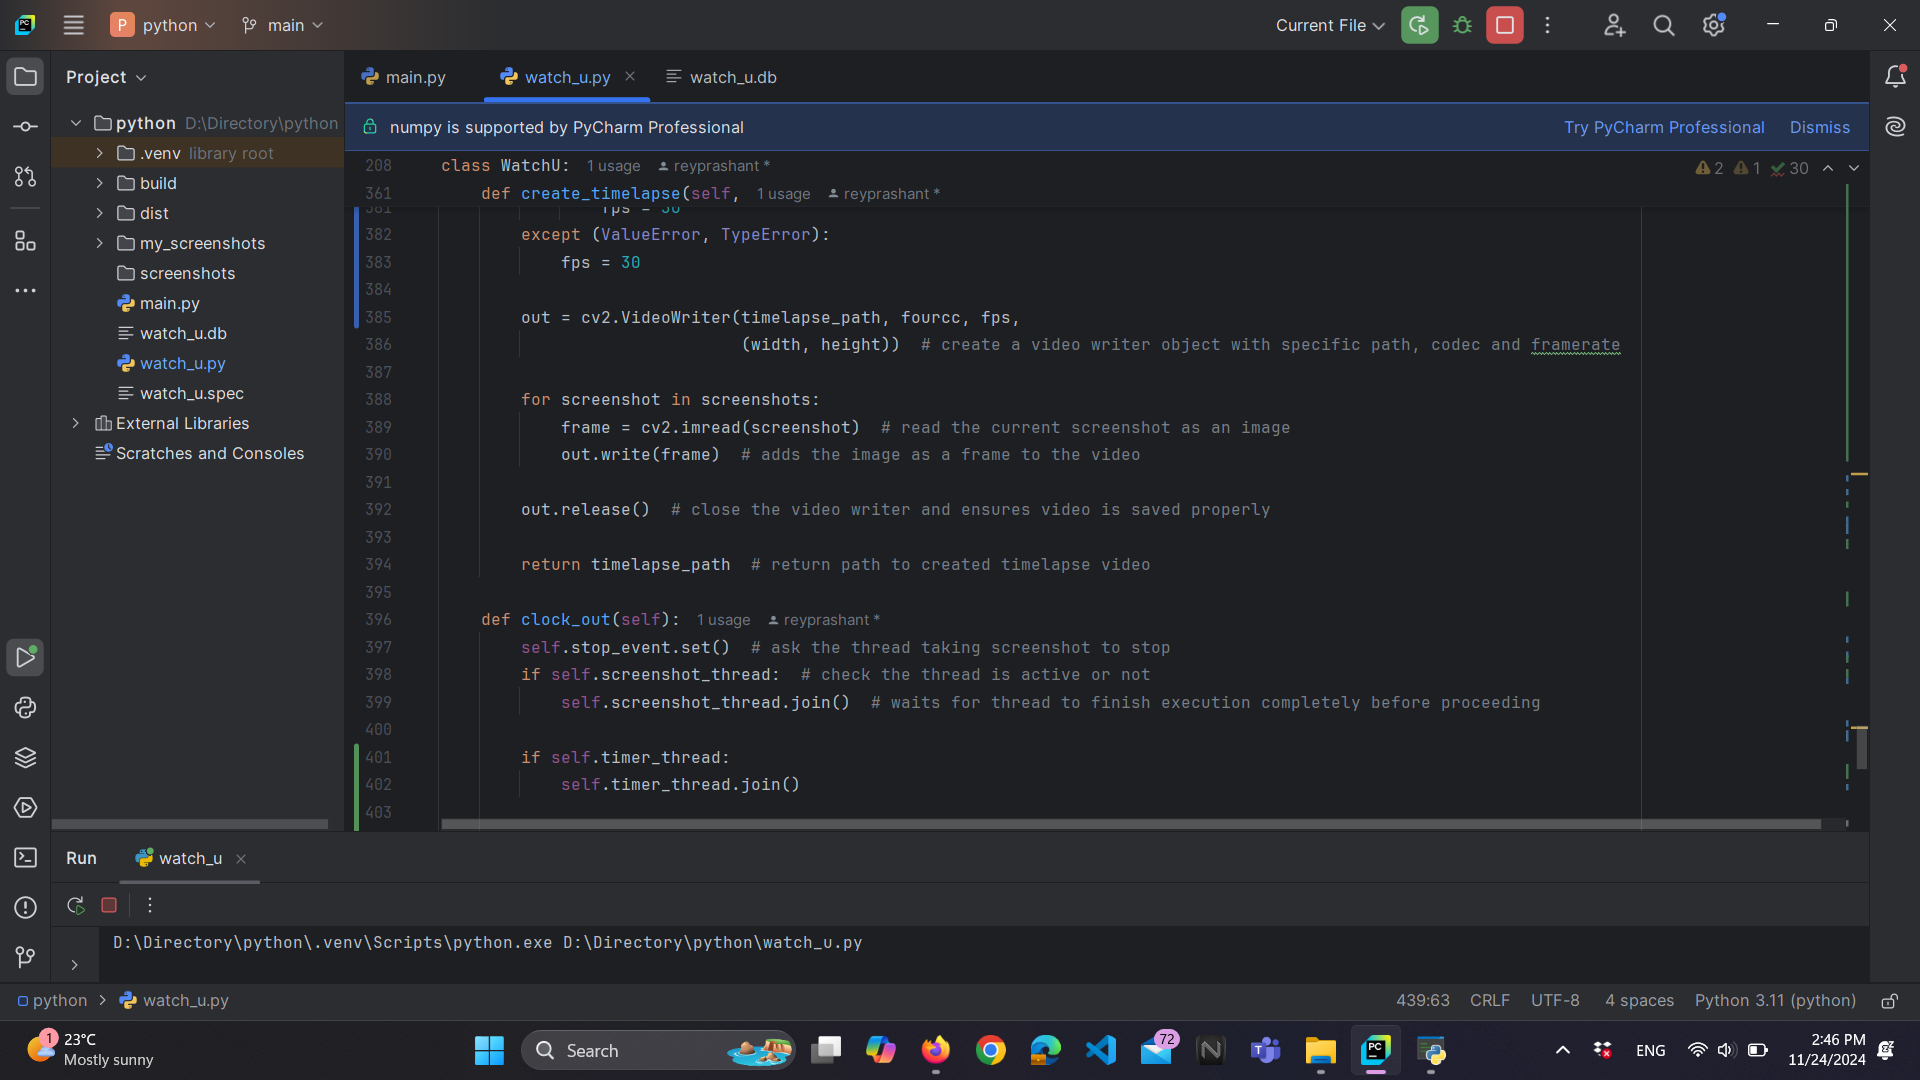 P python main Current File
Project
main.py watch_u.py watch_u.db
python D:\Directory\python
.venv library root
build
dist
my_screenshots
screenshots
main.py
watch_u.db
watch_u.py
watch_u.spec
External Libraries
Scratches and Consoles
numpy is supported by PyCharm Professional Try PyCharm Professional Dismiss
208 class WatchU: 1 usage reyprashant * 2 1 30
361 def create_timelapse(self, 1 usage reyprashant *
381 fps = 30
382 except (ValueError, TypeError):
383 fps = 30
384
385 out = cv2.VideoWriter(timelapse_path, fourcc, fps,
386 (width, height)) # create a video writer object with specific path, codec and framerate
387
388 for screenshot in screenshots:
389 frame = cv2.imread(screenshot) # read the current screenshot as an image
390 out.write(frame) # adds the image as a frame to the video
391
392 out.release() # close the video writer and ensures video is saved properly
393
394 return timelapse_path # return path to created timelapse video
395
396 def clock_out(self): 1 usage reyprashant *
397 self.stop_event.set() # ask the thread taking screenshot to stop
398 if self.screenshot_thread: # check the thread is active or not
399 self.screenshot_thread.join() # waits for thread to finish execution completely before proceeding
400
401 if self.timer_thread:
402 self.timer_thread.join()
403
Run watch_u
D:\Directory\python\.venv\Scripts\python.exe D:\Directory\python\watch_u.py
python watch_u.py 439:63 CRLF UTF-8 4 spaces Python 3.11 (python)
1 23°C
Mostly sunny
Search
72
ENG
2:46 PM
11/24/2024